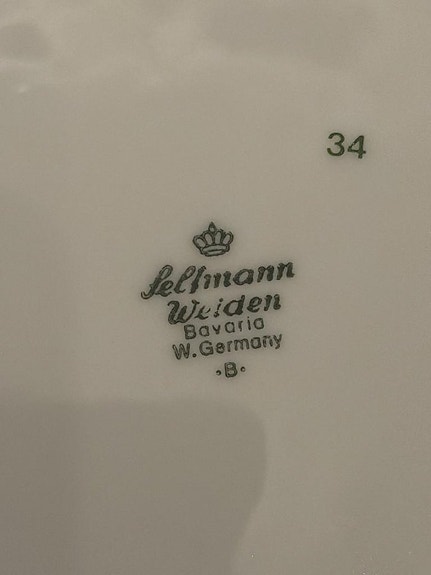 34
Seltmann
Weiden
Bavaria
W.Germany
·B·